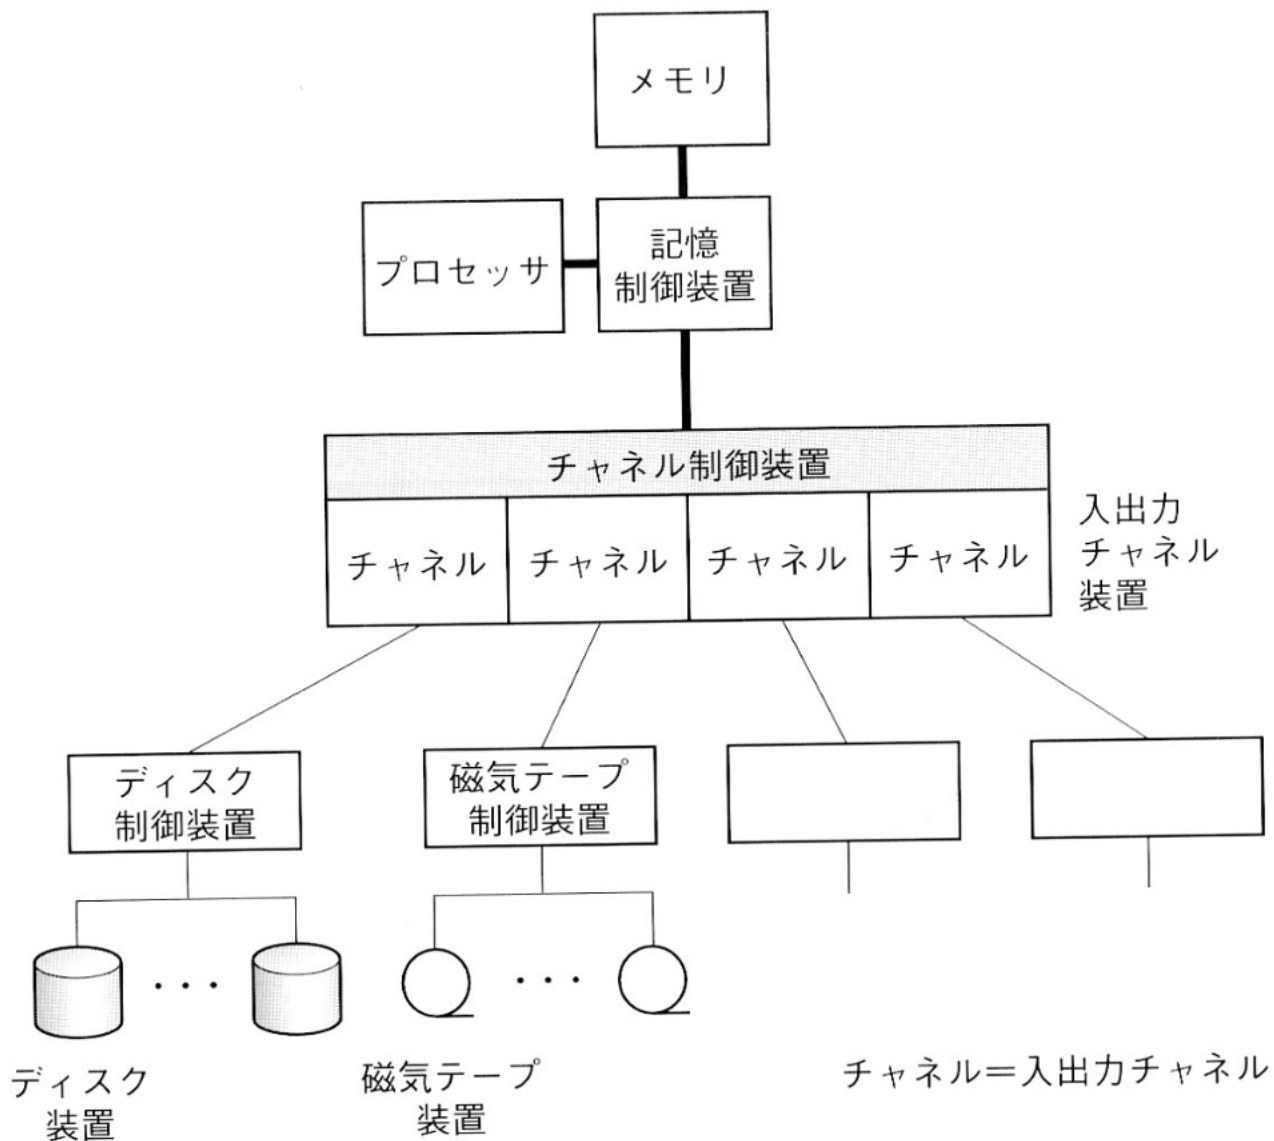 メモリ
プロセッサ
記憶
制御装置
チャネル制御装置
チャネル
チャネル
チャネル
チャネル
入出力
チャネル
装置
ディスク
制御装置
磁気テープ
制御装置
ディスク
装置
磁気テープ
装置
チャネル＝入出力チャネル